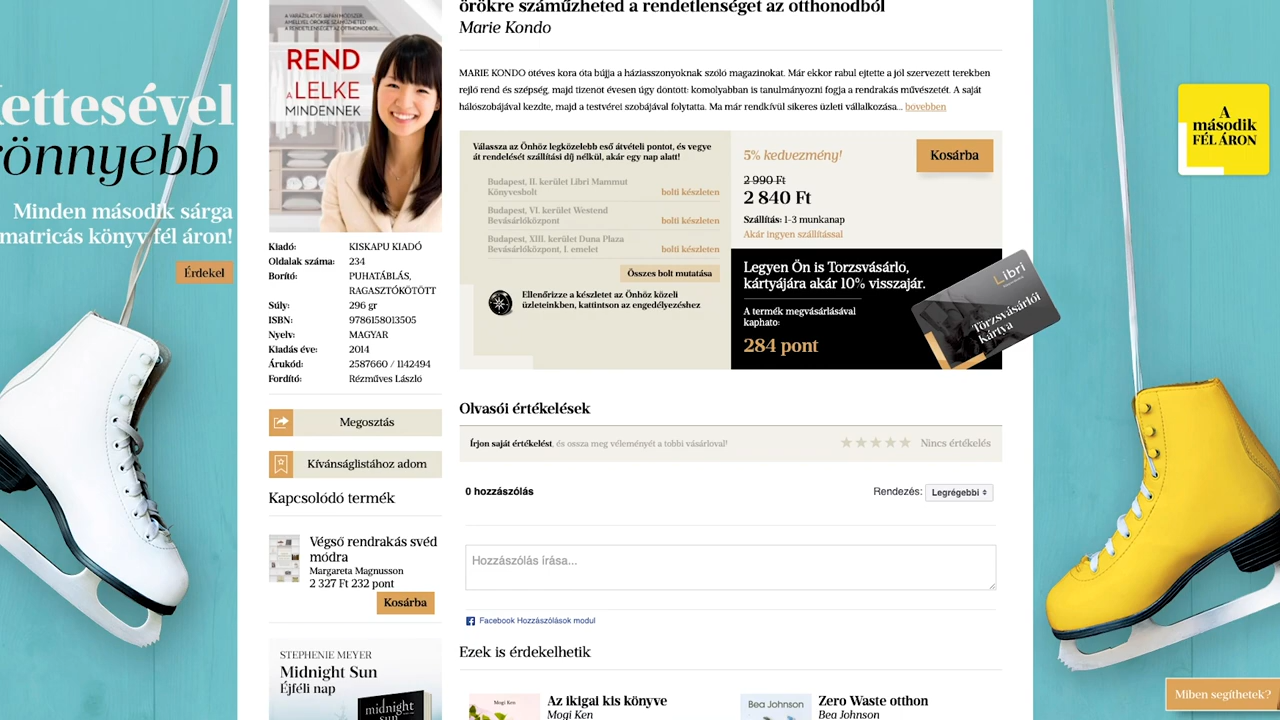 kettesével
könnyebb
Minden második sárga
matricás könyv fél áron!
Érdekel
A VARÁZSLATOS JAPÁN MÓDSZER,
AMELLYEL ÖRÖKRE SZÁMŰZHETED
A RENDETLENSÉGET AZ OTTHONODBÓL
REND
A LELKE
MINDENNEK
Kiadó: KISKAPU KIADÓ
Oldalak száma: 234
Borító: PUHATÁBLÁS,
RAGASZTÓKÖTÖTT
Súly: 296 gr
ISBN: 9786158013505
Nyelv: MAGYAR
Kiadás éve: 2014
Árukód: 2587660 / 1142494
Fordító: Rézműves László
Megosztás
Kívánságlistához adom
Kapcsolódó termék
Végső rendrakás svéd
módra
Margareta Magnusson
2 327 Ft 232 pont
Kosárba
STEPHENIE MEYER
Midnight Sun
Éjféli nap
midnight
sun
örökre száműzheted a rendetlenséget az otthonodból
Marie Kondo
MARIE KONDO ötéves kora óta bújja a háziasszonyoknak szóló magazinokat. Már ekkor rabul ejtette a jól szervezett terekben
rejlő rend és szépség, majd tizenöt évesen úgy döntött: komolyabban is tanulmányozni fogja a rendrakás művészetét. A saját
hálószobájával kezdte, majd a testvérei szobájával folytatta. Ma már rendkívül sikeres üzleti vállalkozása... bővebben
Válassza az Önhöz legközelebb eső átvételi pontot, és vegye
át rendelését szállítási díj nélkül, akár egy nap alatt!
Budapest, II. kerület Libri Mammut
Könyvesbolt bolti készleten
Budapest, VI. kerület Westend
Bevásárlóközpont bolti készleten
Budapest, XIII. kerület Duna Plaza
Bevásárlóközpont, I. emelet bolti készleten
Összes bolt mutatása
Ellenőrizze a készletet az Önhöz közeli
üzleteinkben, kattintson az engedélyezéshez
5% kedvezmény!
Kosárba
2 990 Ft
2 840 Ft
Szállítás: 1-3 munkanap
Akár ingyen szállítással
Legyen Ön is Törzsvásárló,
kártyájára akár 10% visszajár.
A termék megvásárlásával
kapható:
284 pont
Libri
Törzsvásárlói
Kártya
Olvasói értékelések
Írjon saját értékelést, és ossza meg véleményét a többi vásárlóval!
Nincs értékelés
0 hozzászólás
Rendezés: Legrégebbi
Hozzászólás írása...
Facebook Hozzászólások modul
Ezek is érdekelhetik
Mogi Ken
Az ikigai kis könyve
Mogi Ken
Bea Johnson
Zero Waste otthon
Bea Johnson
A
második
FÉL ÁRON
Miben segíthetek?